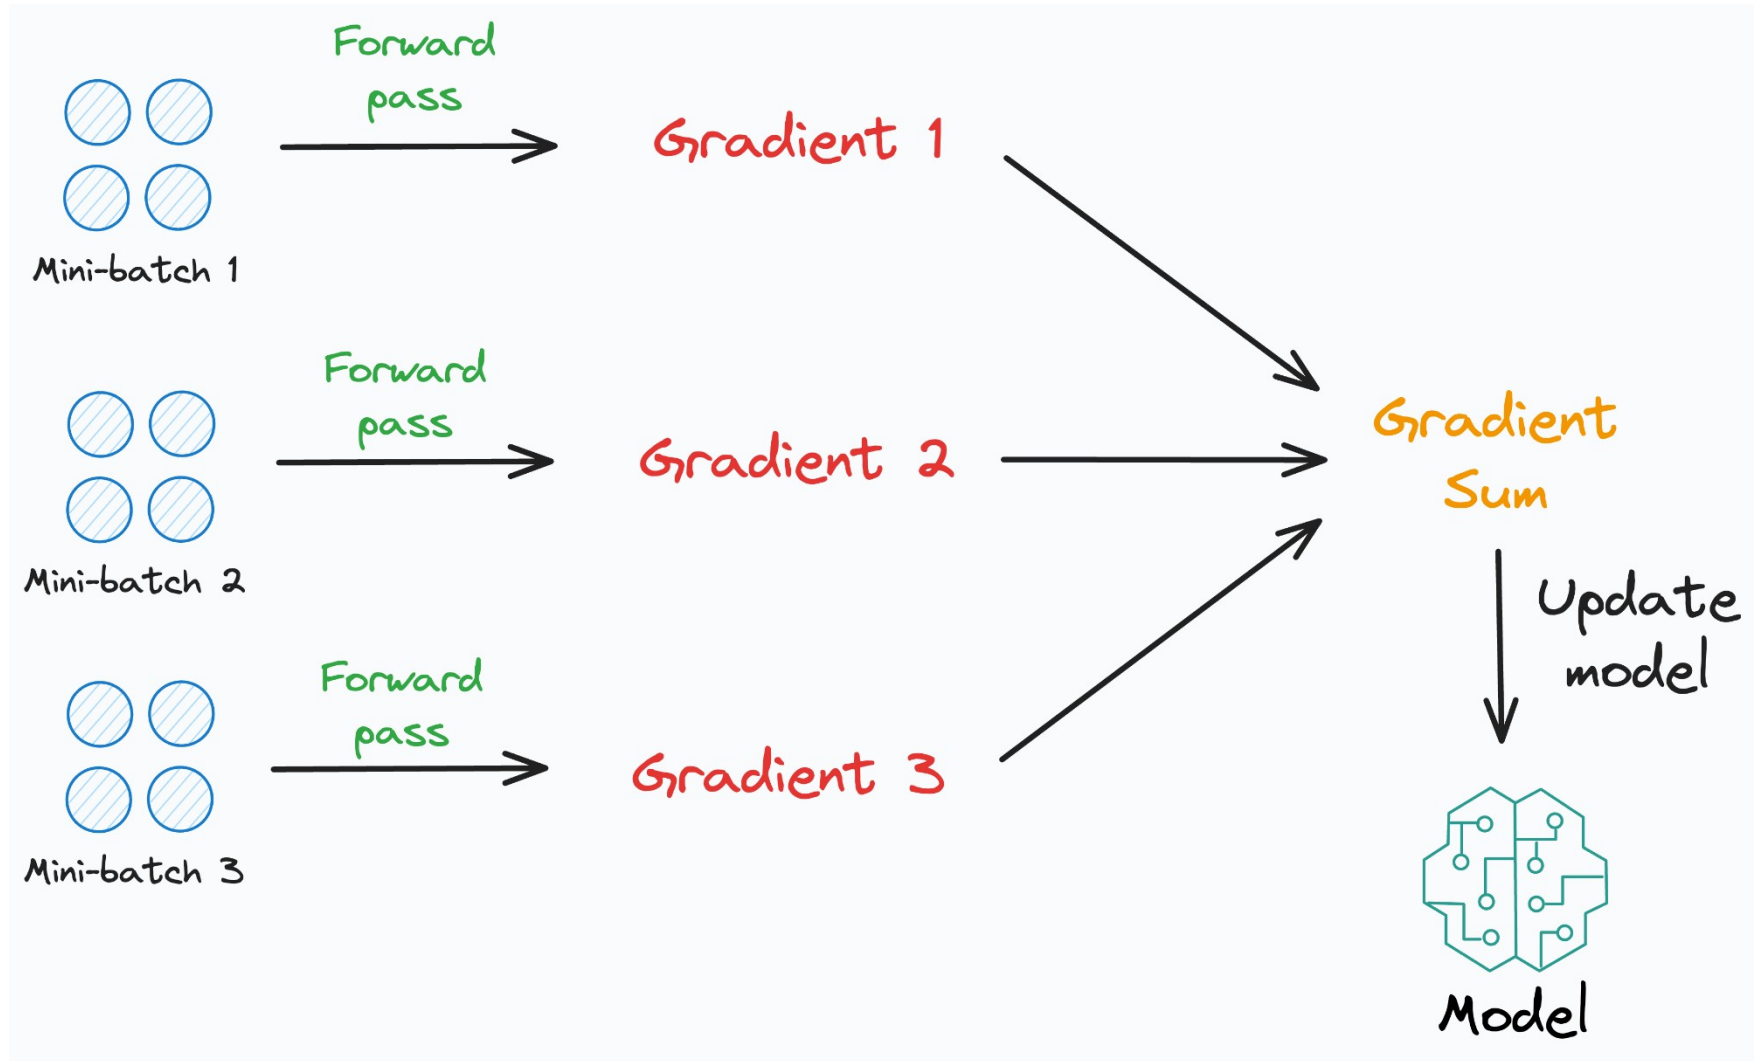 Forward
pass
Gradient 1
Mini-batch 1
Forward
pass
Gradient 2
Mini-batch 2
Forward
pass
Gradient 3
Mini-batch 3
Gradient
Sum
Update
model
Model